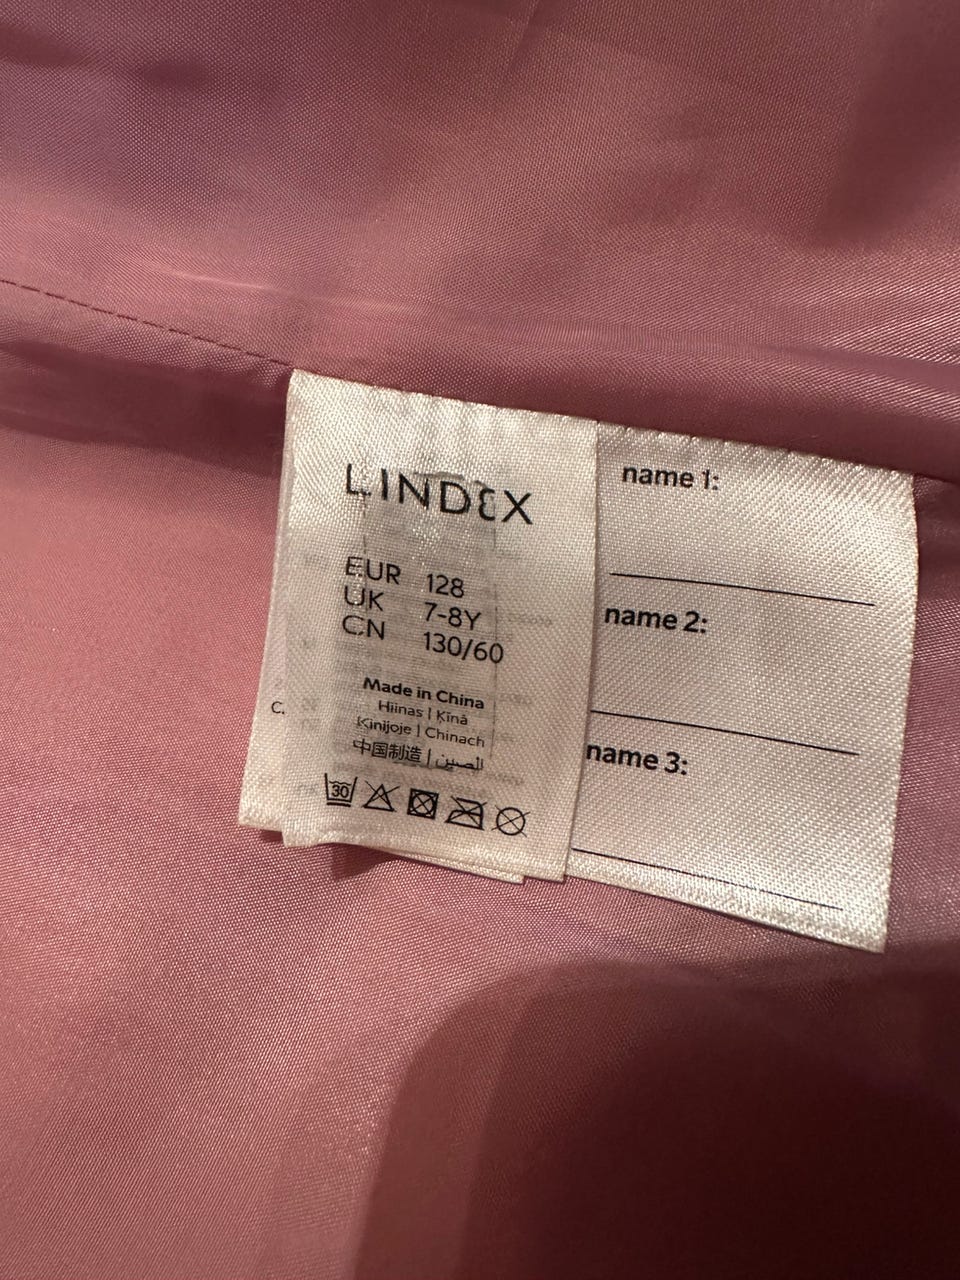 LINDEX
EUR 128
UK 7-8Y
CN 130/60
Made in China
Hiinas | Ķīnā
Kinijoje | Chinach
中国制造 | الصين
30
C.
name 1:
name 2:
name 3: